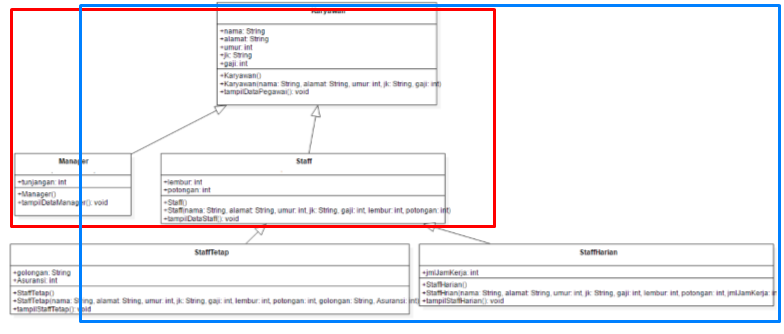 Karyawan
+nama: String
+alamat: String
+umur: int
+jk: String
+gaji: int
+Karyawan()
+Karyawan(nama: String, alamat: String, umur: int, jk: String, gaji: int)
+tampilDataPegawai(): void
Manager
+tunjangan: int
+Manager()
+tampilDetaManager(): void
Staff
+lembur: int
+potongan: int
+Staff()
+Staff(nama: String, alamat: String, umur: int, jk: String, gaji: int, lembur: int, potongan: int)
+tampilDataStaff(): void
StaffTetap
+golongan: String
+Asuransi: int
+StaffTetap()
+StaffTetap(nama: String, alamat: String, umur: int, jk: String, gaji: int, lembur: int, potongan: int, golongan: String, Asuransi: int)
+tampilStaffTetap(): void
StaffHarian
+jmlJamKerja: int
+StaffHarian()
+StaffHrian(nama: String, alamat: String, umur: int, jk: String, gaji: int, lembur: int, potongan: int, jmlJamKerja: in
+tampilStaffHarian(): void